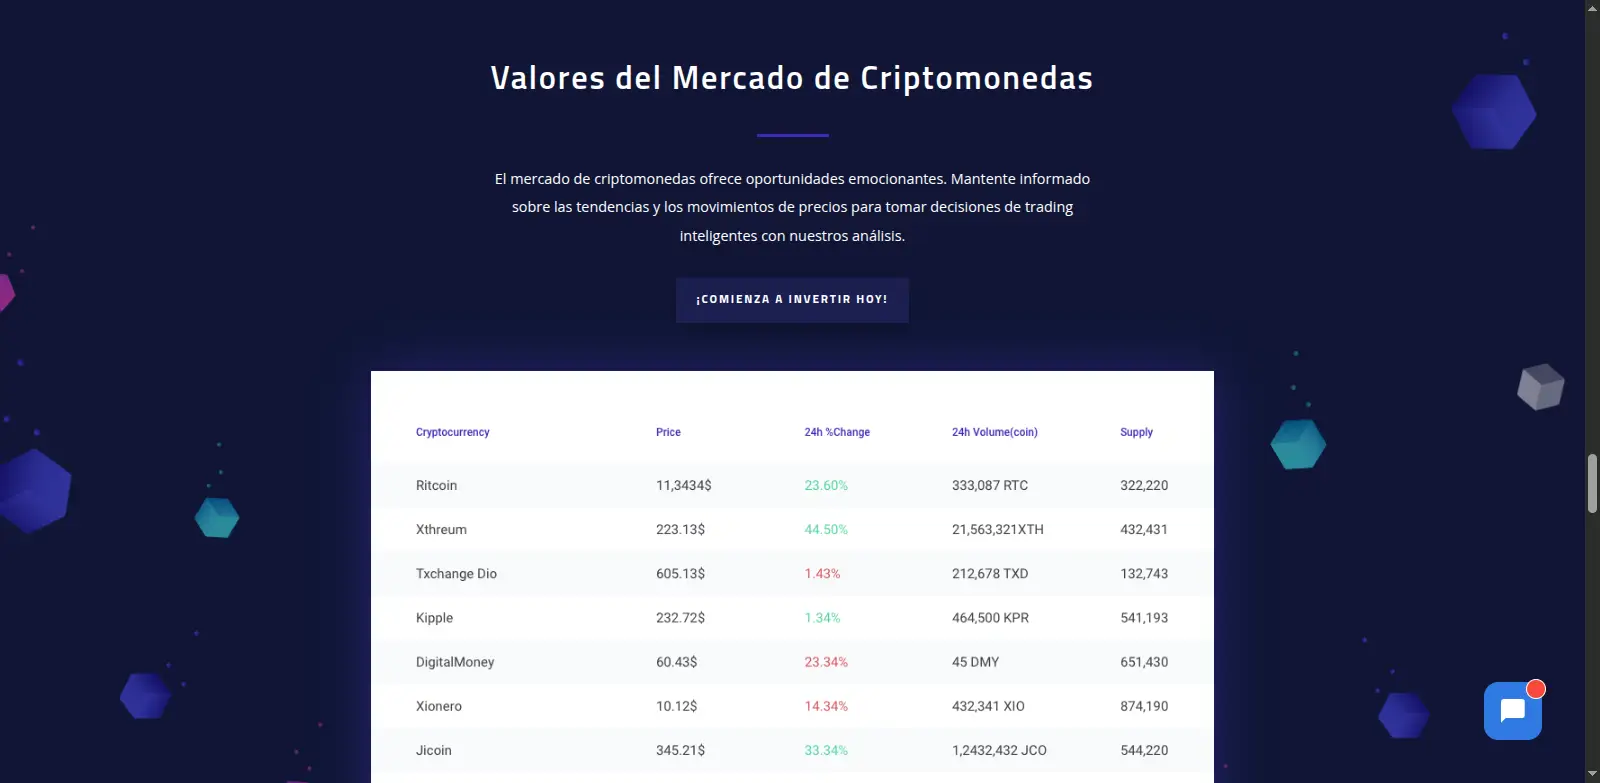 Valores del Mercado de Criptomonedas
El mercado de criptomonedas ofrece oportunidades emocionantes. Mantente informado
sobre las tendencias y los movimientos de precios para tomar decisiones de trading
inteligentes con nuestros análisis.
¡COMIENZA A INVERTIR HOY!
Cryptocurrency Price 24h %Change 24h Volume(coin) Supply
Ritcoin 11,3434$ 23.60% 333,087 RTC 322,220
Xthreum 223.13$ 44.50% 21,563,321XTH 432,431
Txchange Dio 605.13$ 1.43% 212,678 TXD 132,743
Kipple 232.72$ 1.34% 464,500 KPR 541,193
DigitalMoney 60.43$ 23.34% 45 DMY 651,430
Xionero 10.12$ 14.34% 432,341 XIO 874,190
Jicoin 345.21$ 33.34% 1,2432,432 JCO 544,220